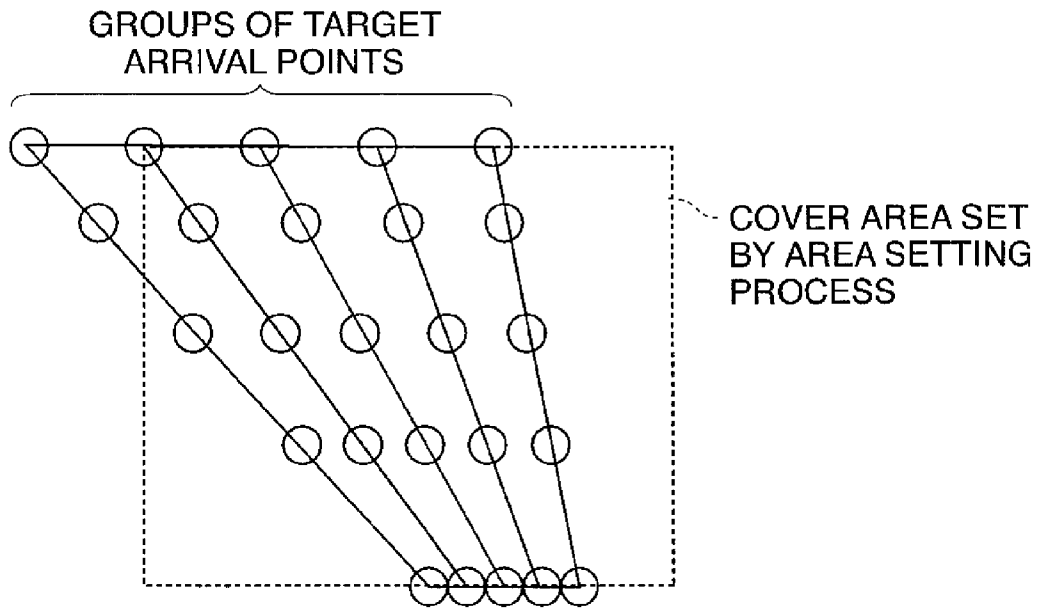 GROUPS OF TARGET
ARRIVAL POINTS
COVER AREA SET
BY AREA SETTING
PROCESS